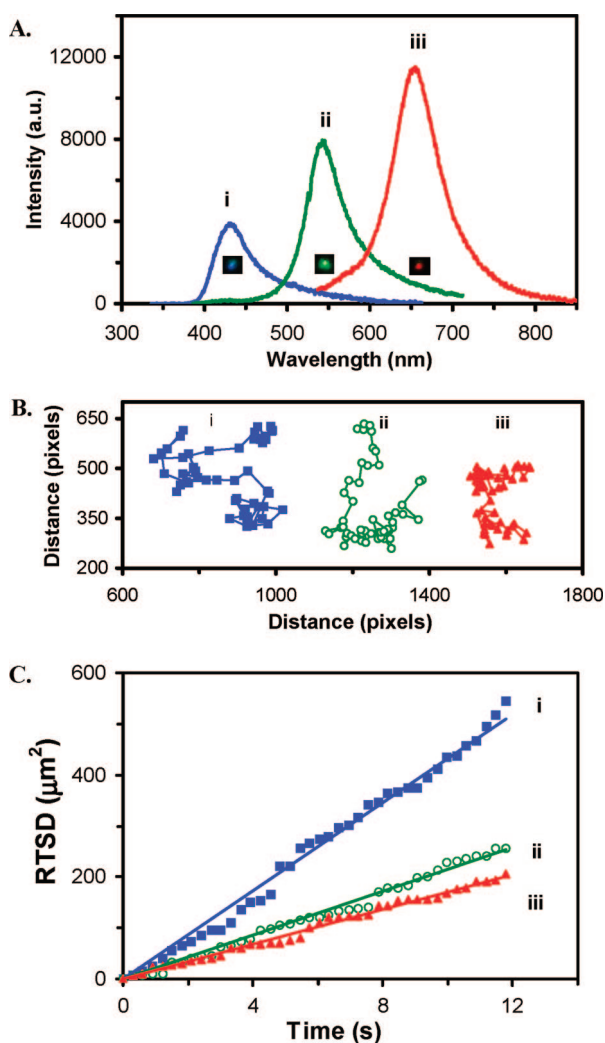 A.
Intensity (a.u.)
12000
8000
4000
0
i
ii
iii
300 400 500 600 700 800
Wavelength (nm)
B.
Distance (pixels)
650
500
350
200
i
ii
iii
600 1000 1400 1800
Distance (pixels)
C.
RTSD (μm²)
600
400
200
0
i
ii
iii
0 4 8 12
Time (s)